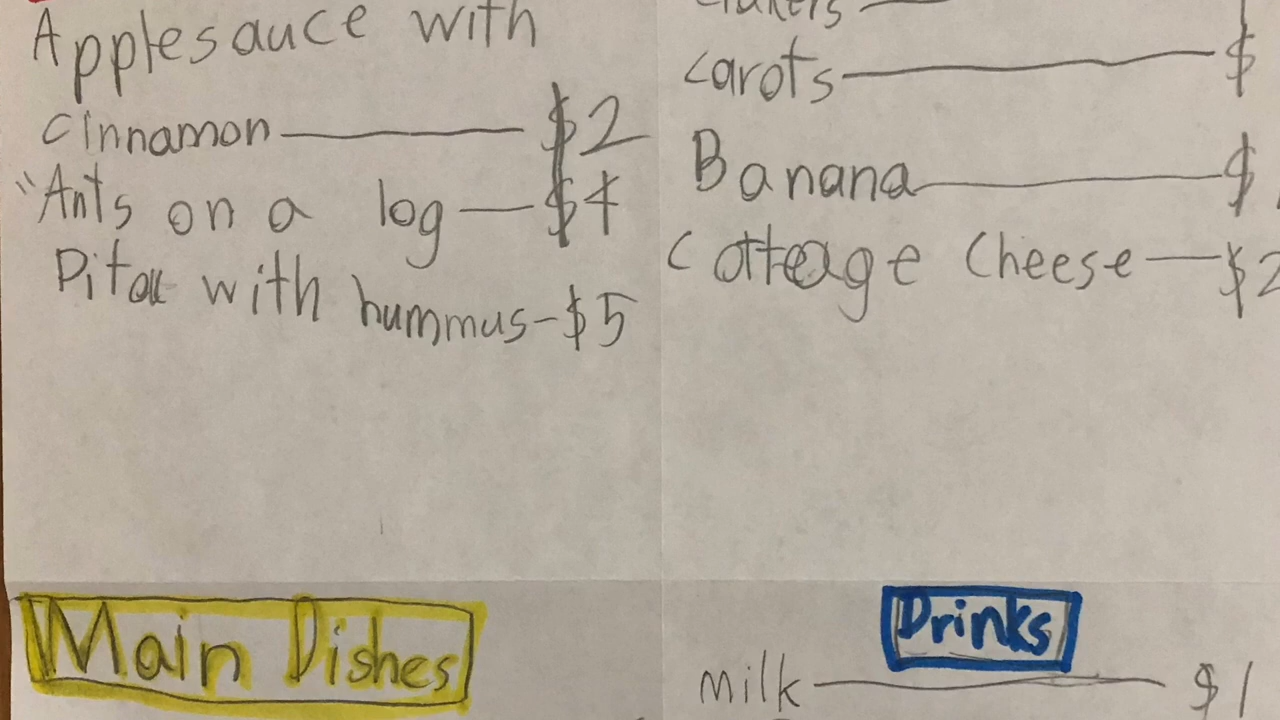 Applesauce with
cinnamon $2
"Ants on a log $4
Pita with hummus - $5
carots $
Banana $
Cotteage Cheese $2
Main Dishes
Drinks
milk $1